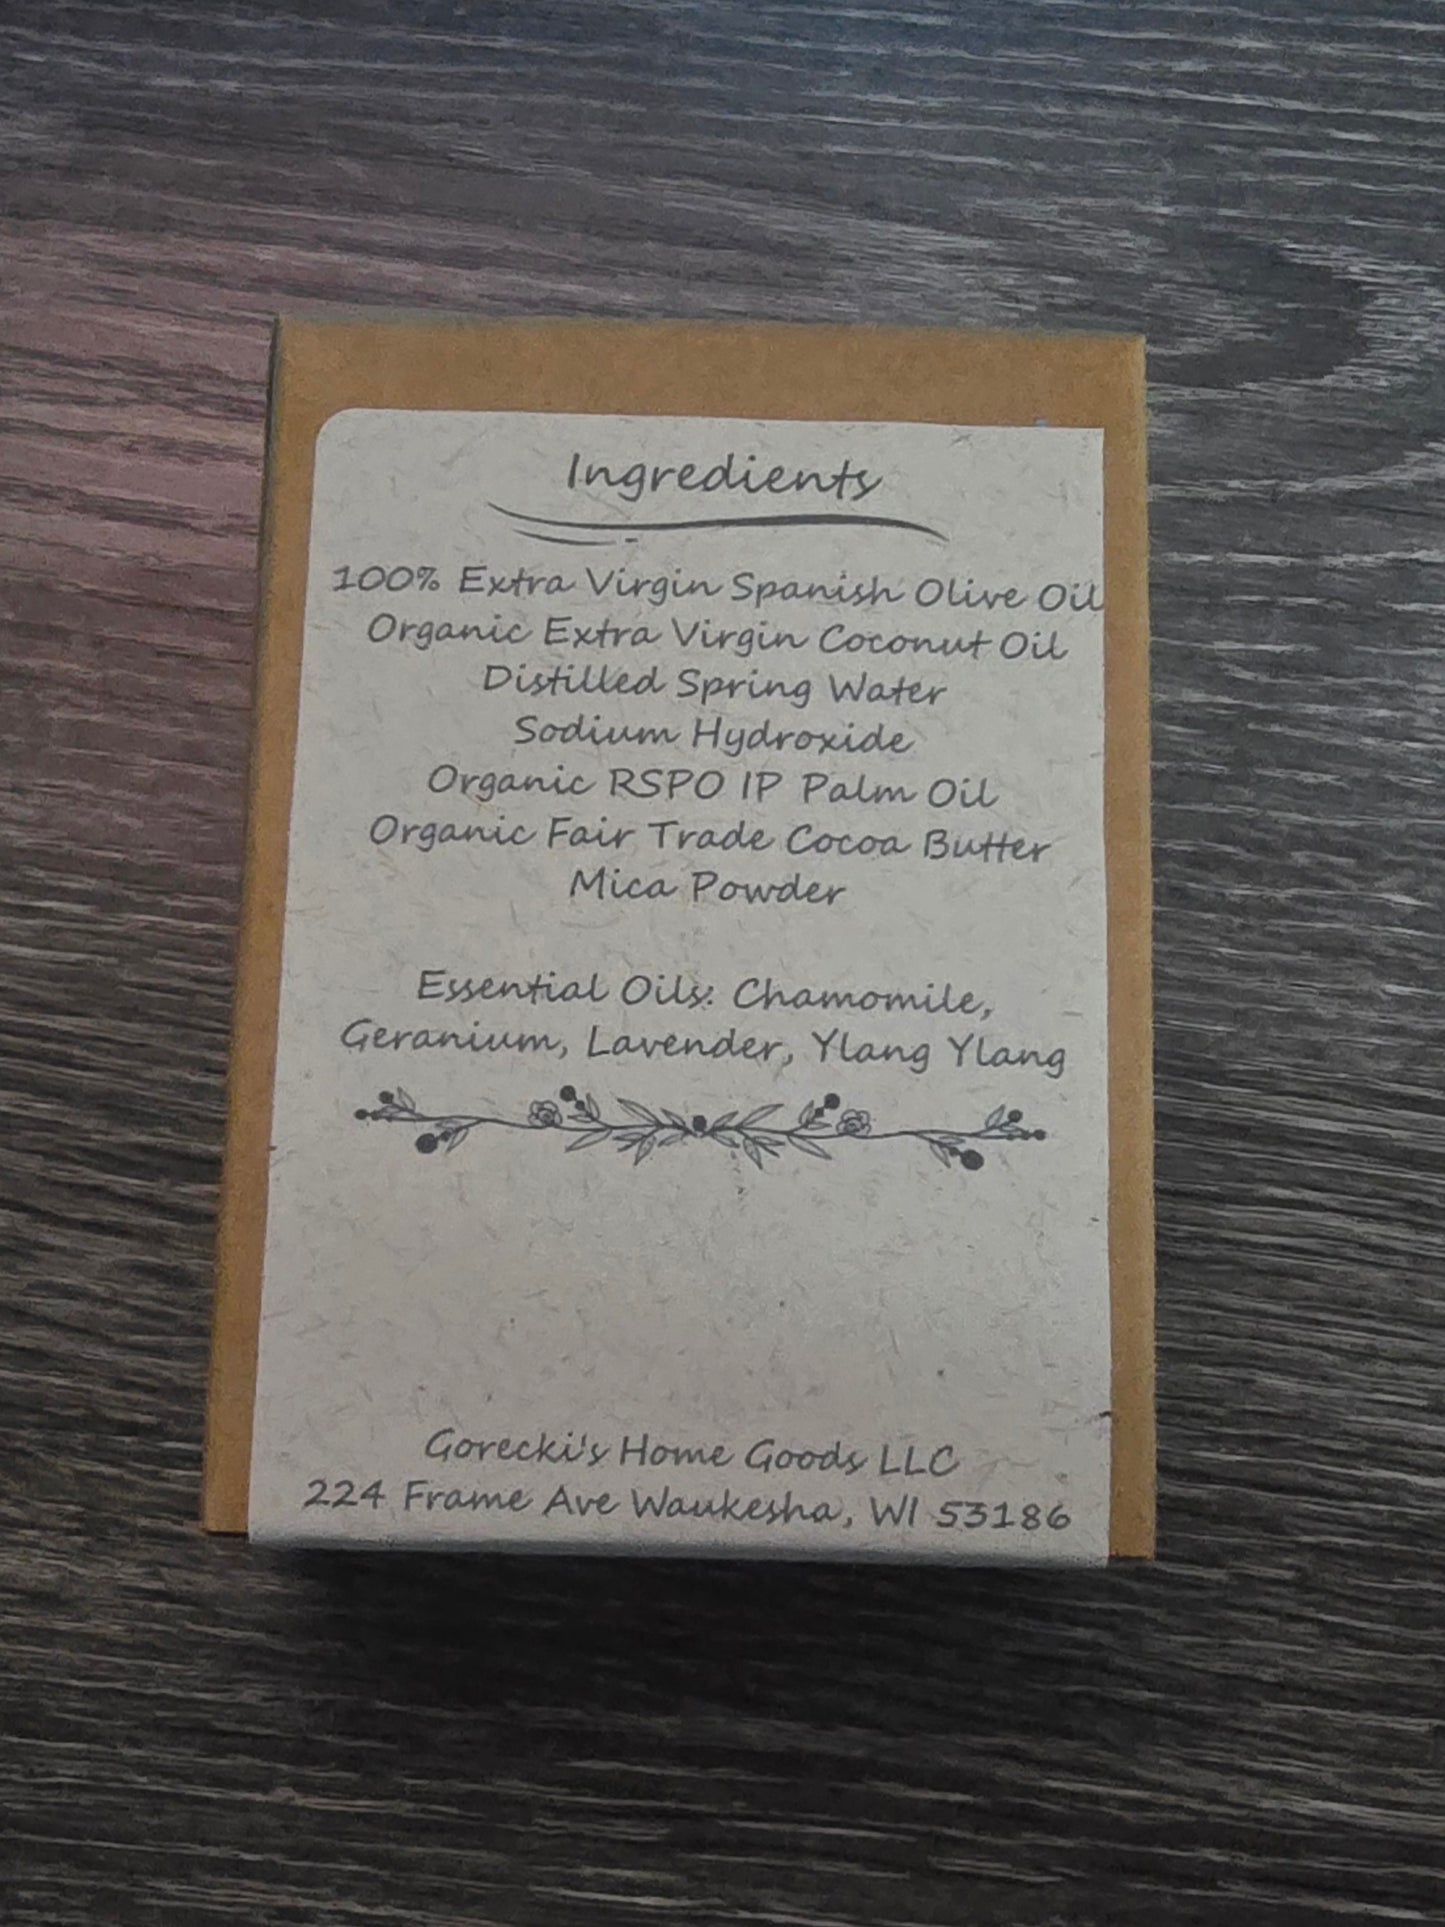 Ingredients
100% Extra Virgin Spanish Olive Oil
Organic Extra Virgin Coconut Oil
Distilled Spring Water
Sodium Hydroxide
Organic RSPO IP Palm Oil
Organic Fair Trade Cocoa Butter
Mica Powder
Essential Oils: Chamomile,
Geranium, Lavender, Ylang Ylang
Gorecki's Home Goods LLC
224 Frame Ave Waukesha, WI 53186